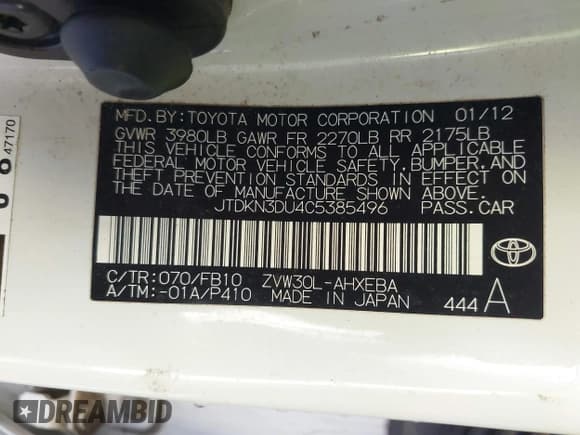 MFD.BY:TOYOTA MOTOR CORPORATION 01/12
GVWR 3980LB GAWR FR 2270LB RR 2175LB
THIS VEHICLE CONFORMS TO ALL APPLICABLE
FEDERAL MOTOR VEHICLE SAFETY, BUMPER, AND
THEFT PREVENTION STANDARDS IN EFFECT ON
THE DATE OF MANUFACTURE SHOWN ABOVE.
JTDKN3DU4C5385496 PASS.CAR
C/TR:070/FB10 ZVW30L-AHXEBA
A/TM:-01A/P410 MADE IN JAPAN 444 A
47170
DREAMBID